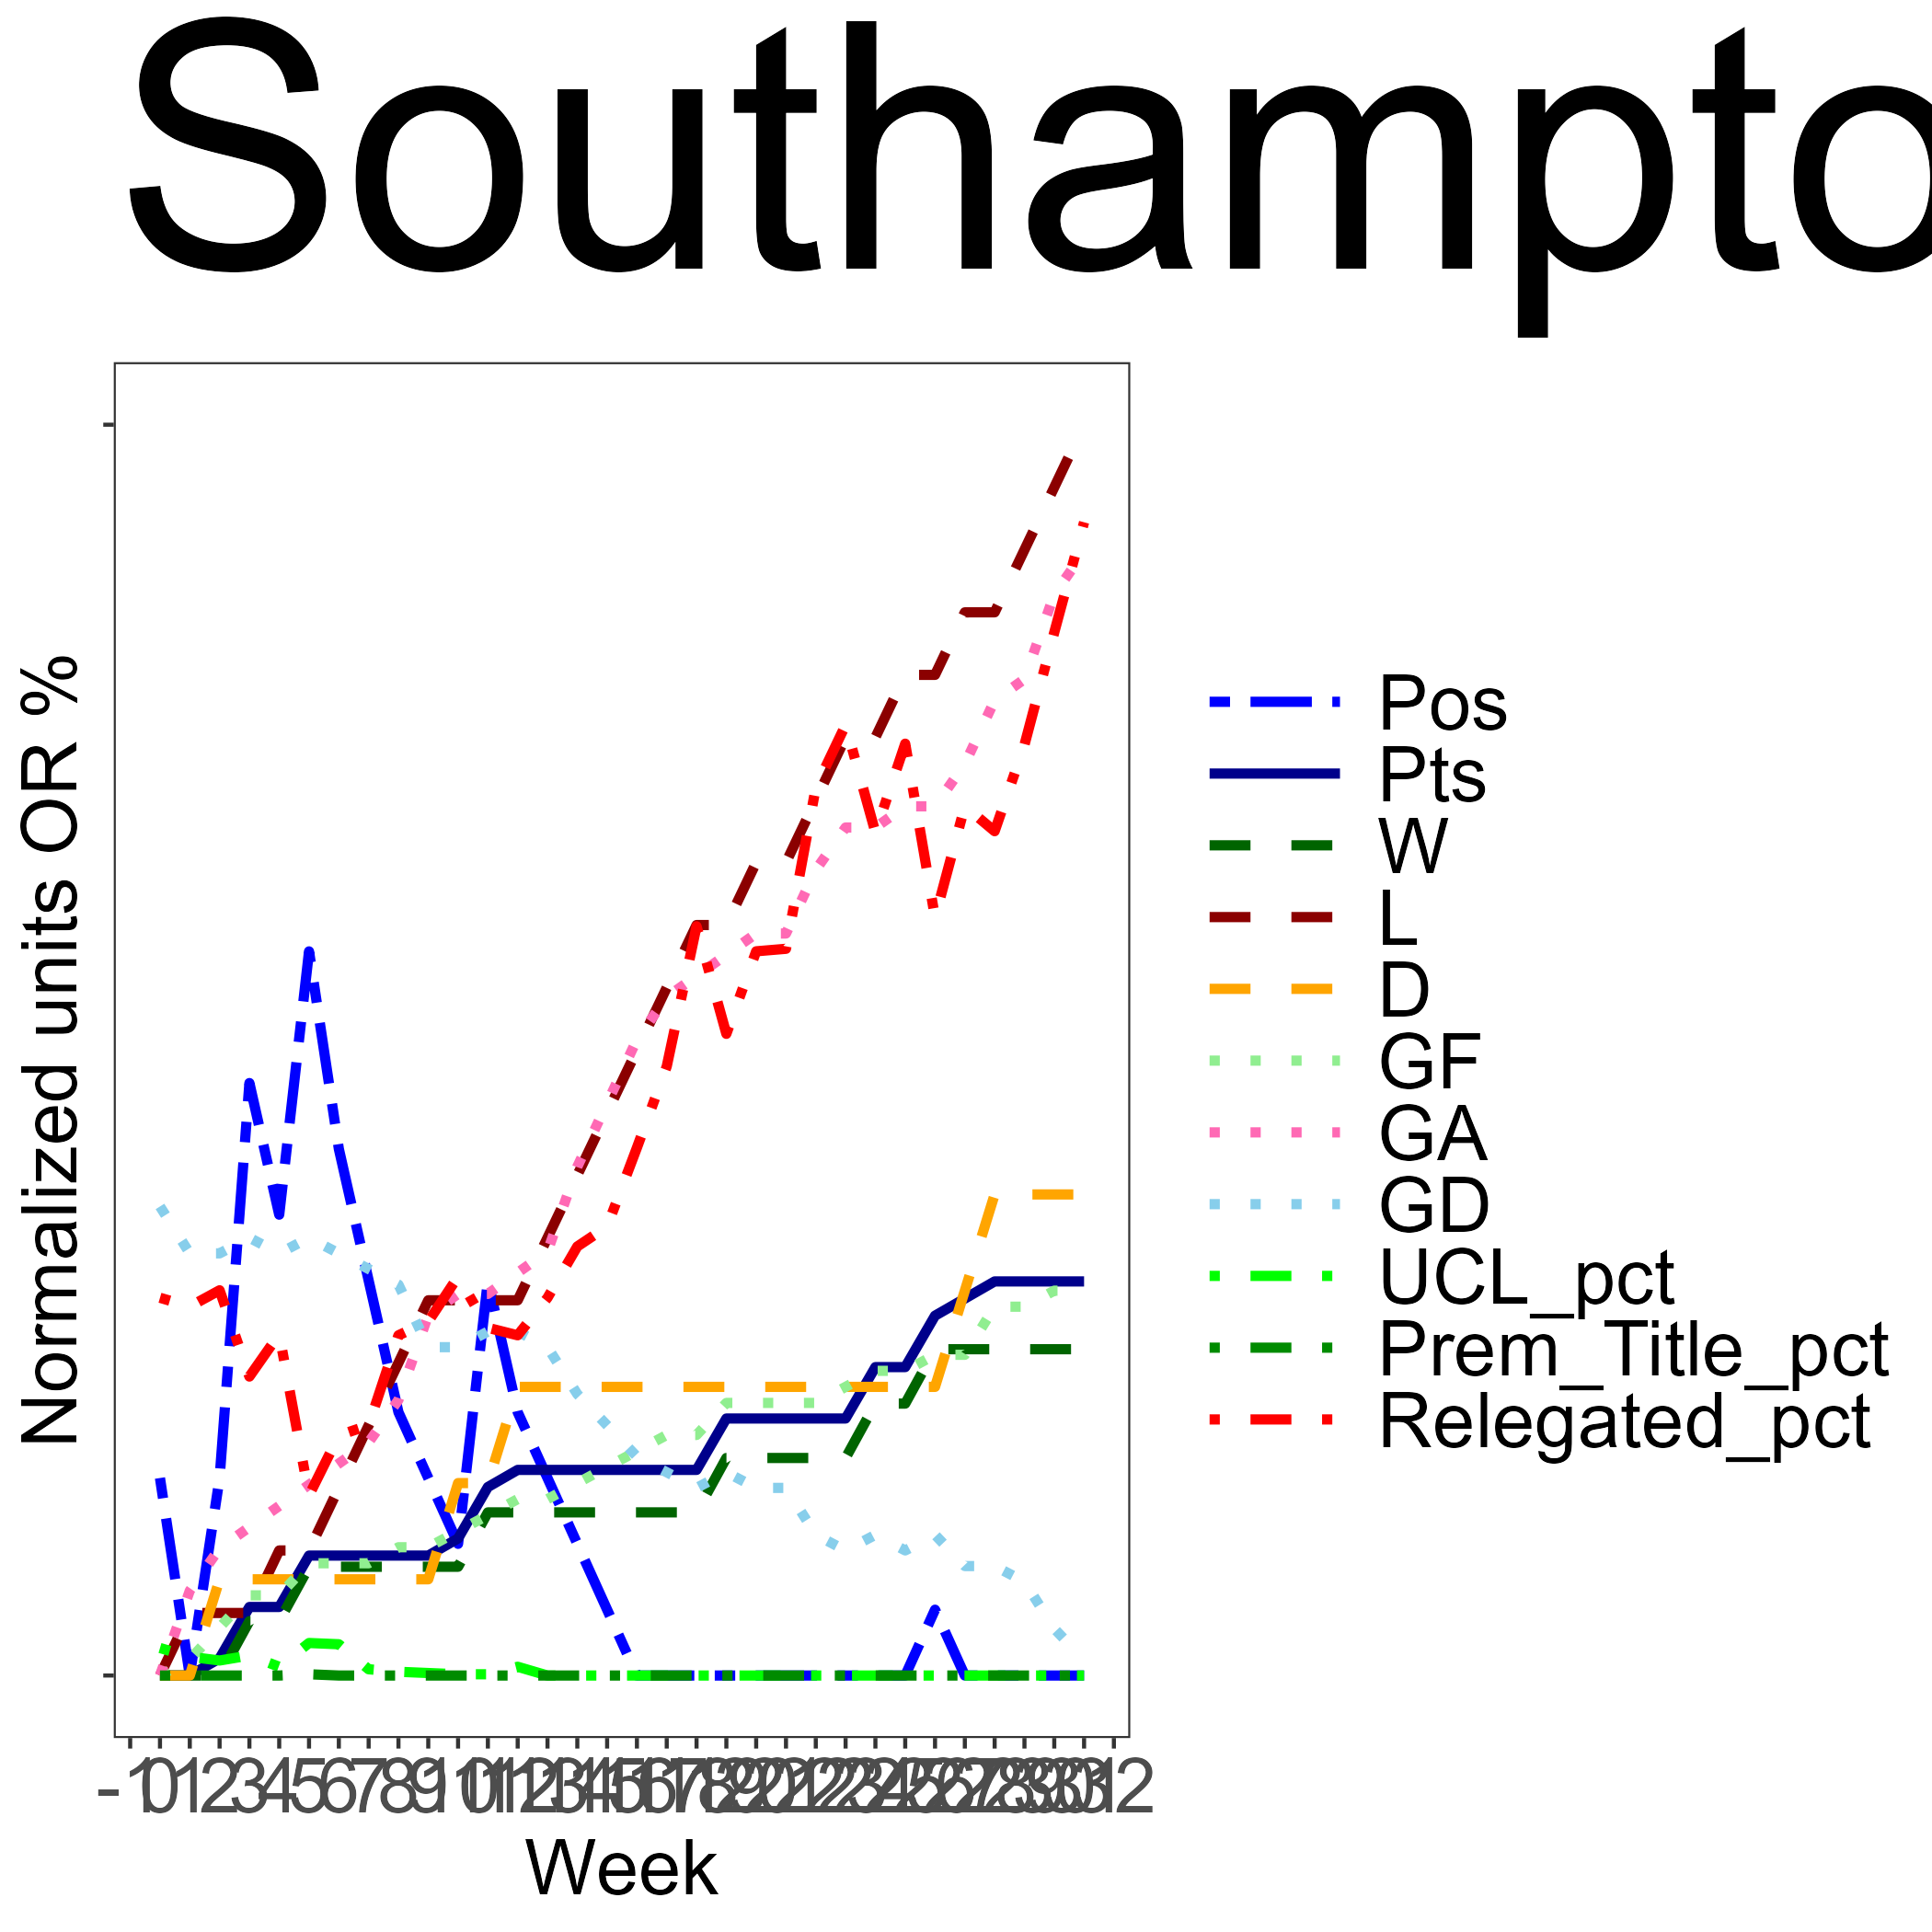 Southampto
Normalized units OR %
Pos
Pts
W
L
D
GF
GA
GD
UCL_pct
Prem_Title_pct
Relegated_pct
Week